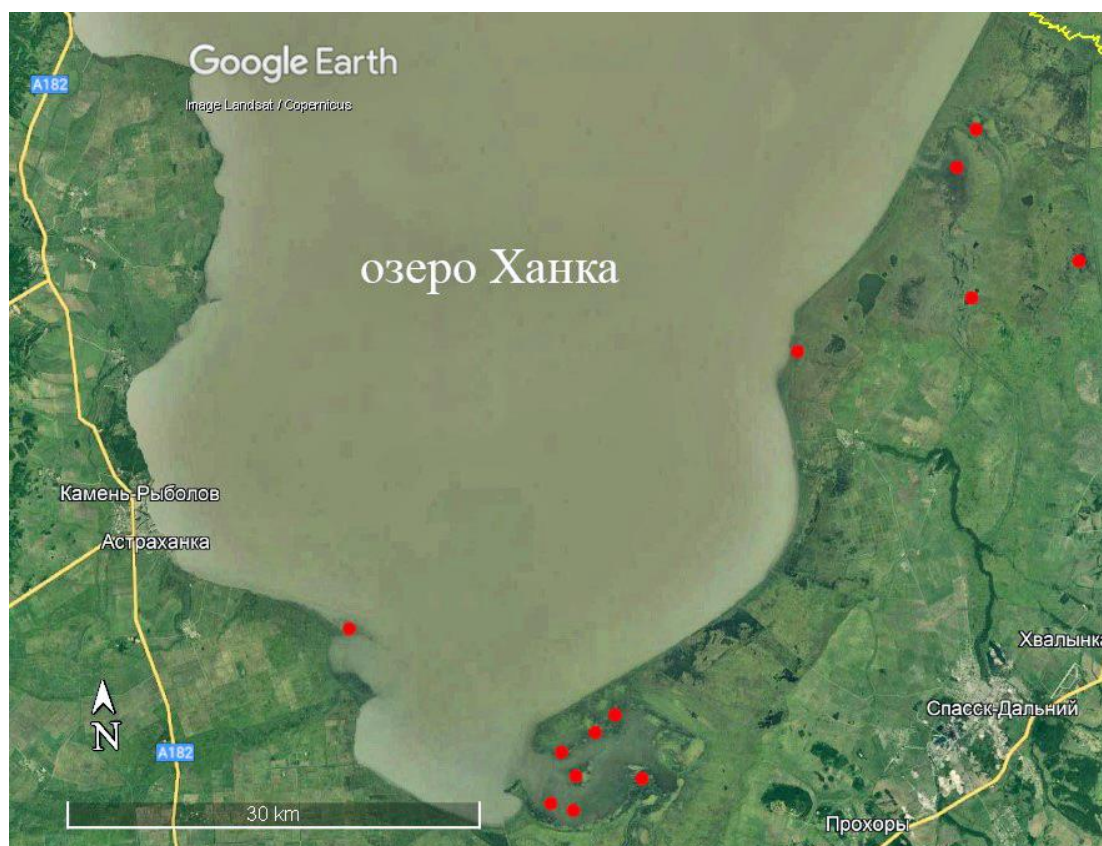 A182
Google Earth
Image Landsat / Copernicus
озеро Ханка
Камень-Рыболов
Астраханка
Хвалынка
Спасск-Дальний
N
A182
30 km
Прохоры